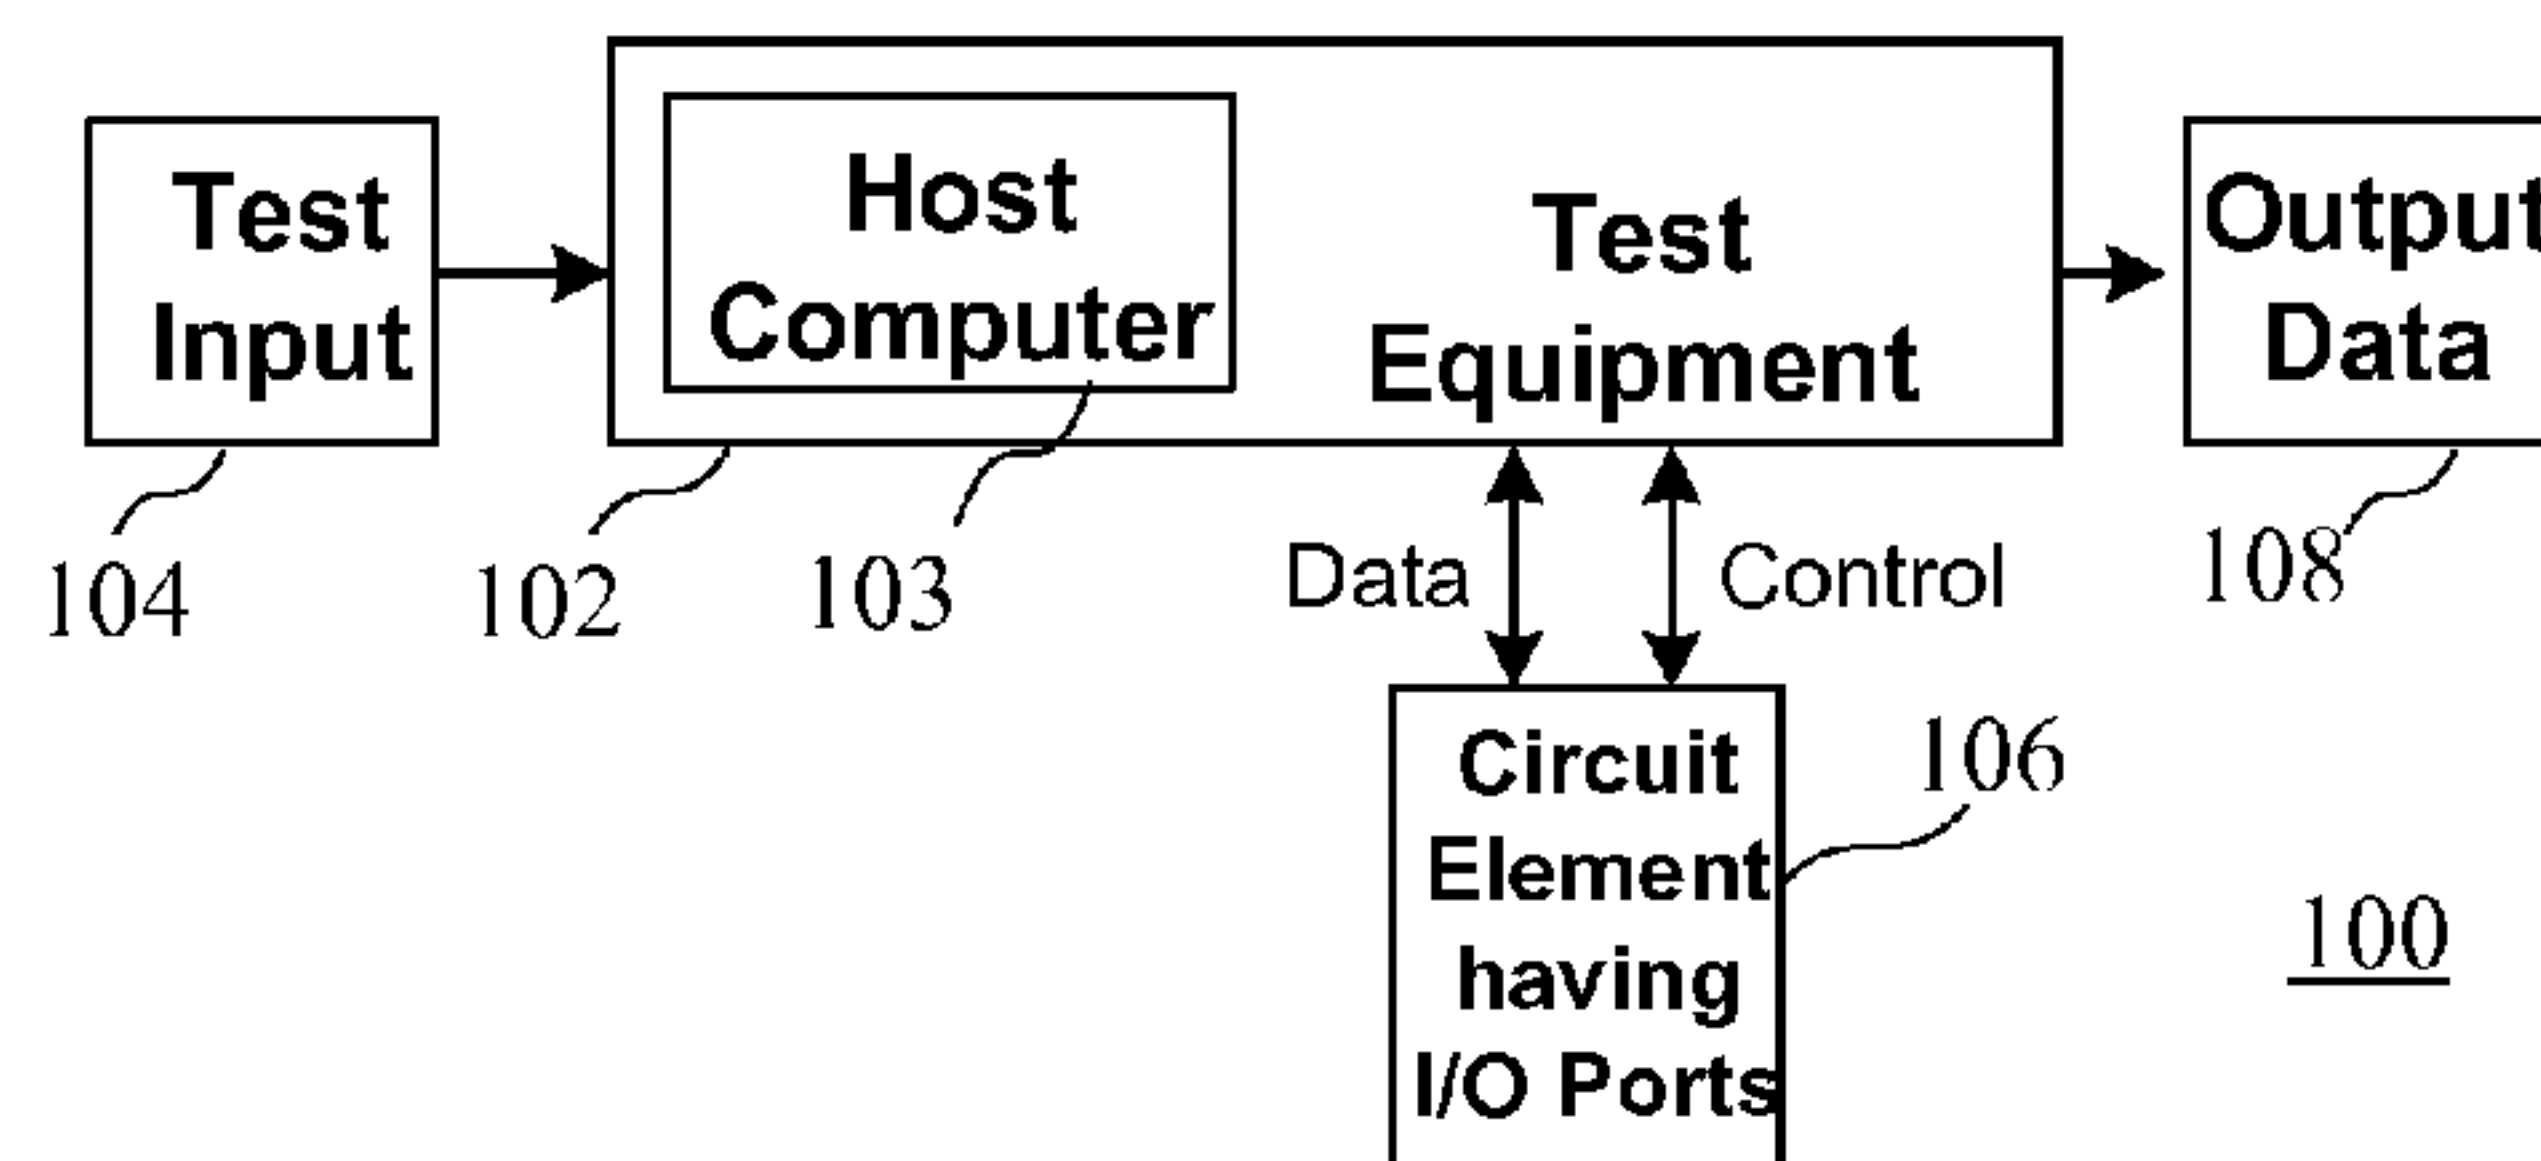 Test
Input
Host
Computer
Test
Equipment
Output
Data
104
102
103
Data
Control
108
Circuit
Element
having
I/O Ports
106
100